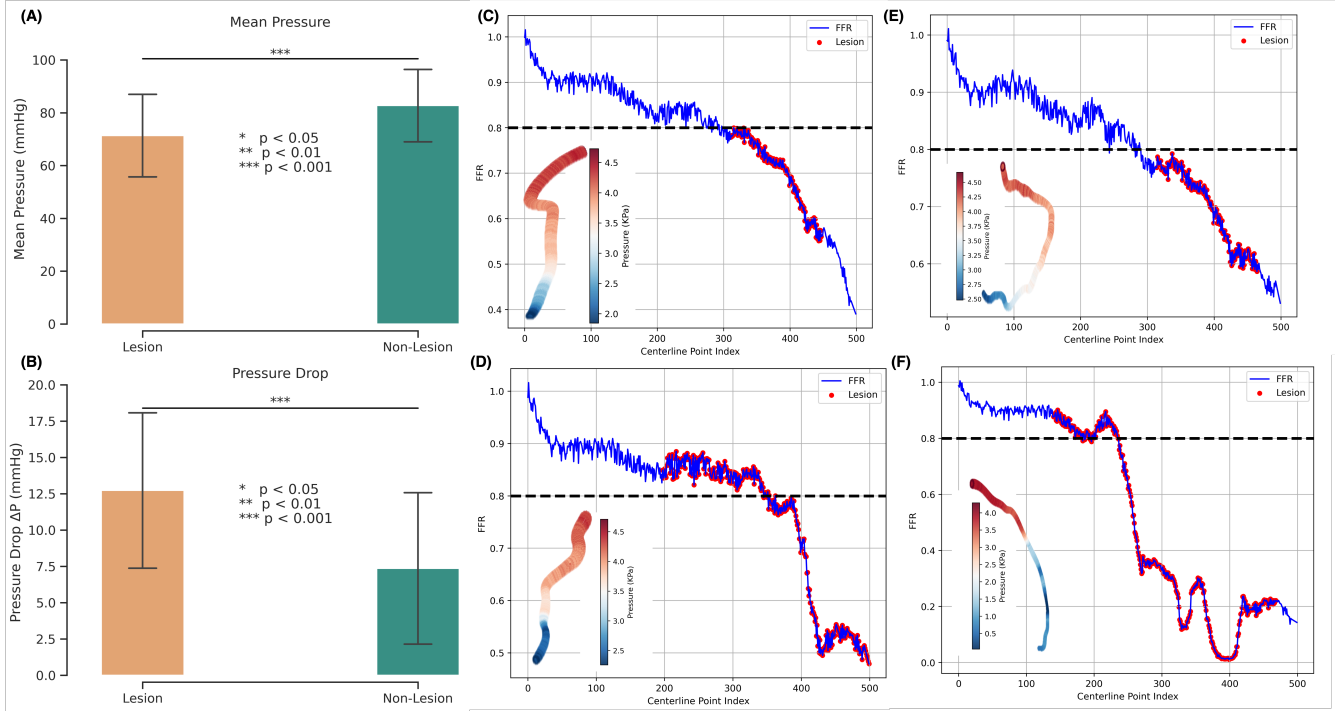 (A)
Mean Pressure
***
Mean Pressure (mmHg)
100
80
60
40
20
0
* p < 0.05
** p < 0.01
*** p < 0.001
Lesion
Non-Lesion
(B)
Pressure Drop
***
Pressure Drop ΔP (mmHg)
20.0
17.5
15.0
12.5
10.0
7.5
5.0
2.5
0.0
* p < 0.05
** p < 0.01
*** p < 0.001
Lesion
Non-Lesion
(C)
FFR
Lesion
FFR
1.0
0.9
0.8
0.7
0.6
0.5
0.4
4.5
4.0
3.5
3.0
2.5
2.0
Pressure (KPa)
0
100
200
300
400
500
Centerline Point Index
(D)
FFR
Lesion
FFR
1.0
0.9
0.8
0.7
0.6
0.5
4.5
4.0
3.5
3.0
2.5
Pressure (KPa)
0
100
200
300
400
500
Centerline Point Index
(E)
FFR
Lesion
FFR
1.0
0.9
0.8
0.7
0.6
4.50
4.25
4.00
3.75
3.50
3.25
3.00
2.75
2.50
Pressure (KPa)
0
100
200
300
400
500
Centerline Point Index
(F)
FFR
Lesion
FFR
1.0
0.8
0.6
0.4
0.2
0.0
4.0
3.5
3.0
2.5
2.0
1.5
1.0
0.5
Pressure (KPa)
0
100
200
300
400
500
Centerline Point Index